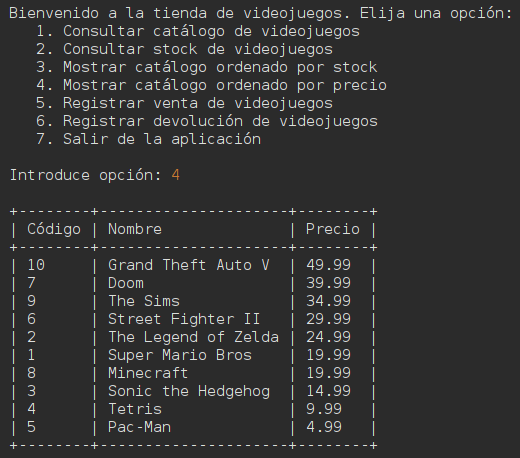 Bienvenido a la tienda de videojuegos. Elija una opción:
   1. Consultar catálogo de videojuegos
   2. Consultar stock de videojuegos
   3. Mostrar catálogo ordenado por stock
   4. Mostrar catálogo ordenado por precio
   5. Registrar venta de videojuegos
   6. Registrar devolución de videojuegos
   7. Salir de la aplicación

Introduce opción: 4

+--------+---------------------+--------+
| Código | Nombre              | Precio |
+--------+---------------------+--------+
| 10     | Grand Theft Auto V  | 49.99  |
| 7      | Doom                | 39.99  |
| 9      | The Sims            | 34.99  |
| 6      | Street Fighter II   | 29.99  |
| 2      | The Legend of Zelda | 24.99  |
| 1      | Super Mario Bros    | 19.99  |
| 8      | Minecraft           | 19.99  |
| 3      | Sonic the Hedgehog  | 14.99  |
| 4      | Tetris              | 9.99   |
| 5      | Pac-Man             | 4.99   |
+--------+---------------------+--------+